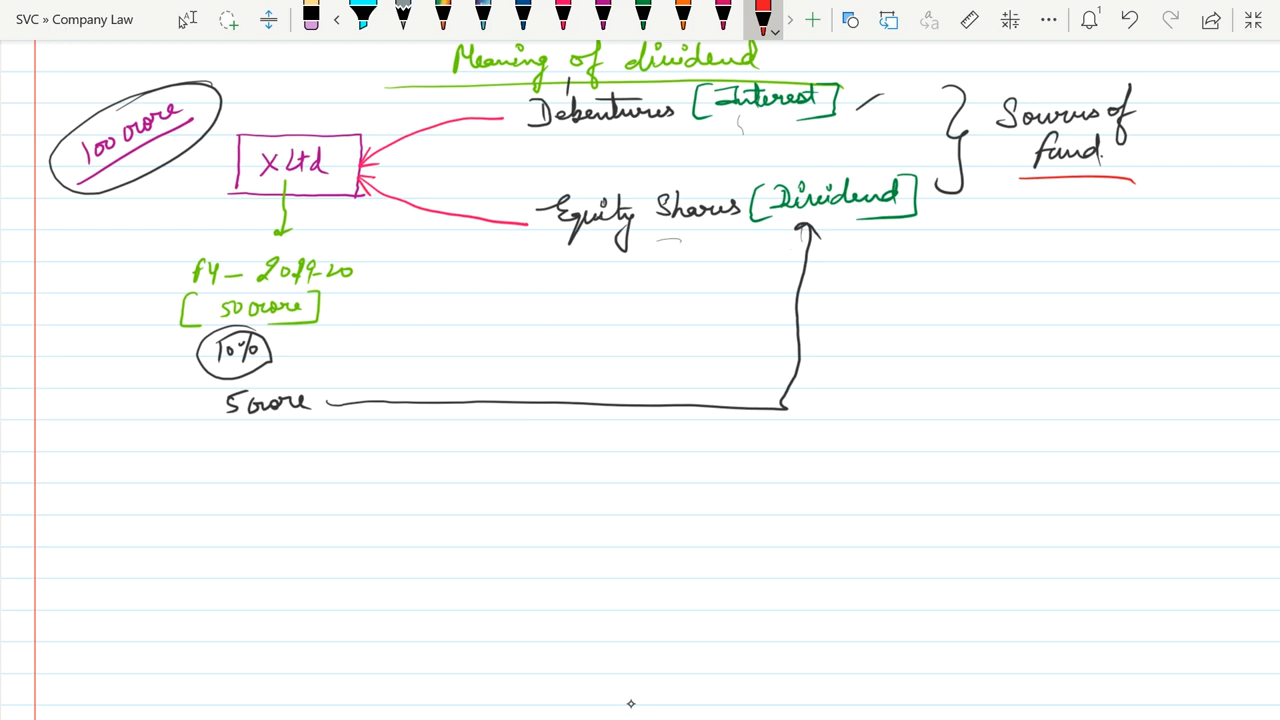 SVC » Company Law
Meaning of dividend
Debentures [Interest]
100 crore
X Ltd
Sources of
fund.
Equity Shares [Dividend]
FY - 2019-20
[50 crore]
10%
5 crore